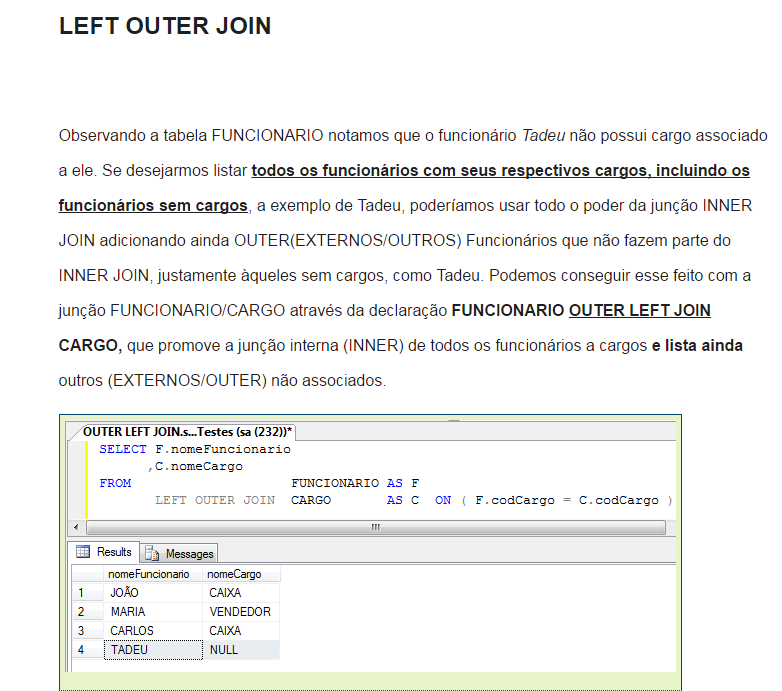 LEFT OUTER JOIN
Observando a tabela FUNCIONARIO notamos que o funcionário Tadeu não possui cargo associado
a ele. Se desejarmos listar todos os funcionários com seus respectivos cargos, incluindo os
funcionários sem cargos, a exemplo de Tadeu, poderíamos usar todo o poder da junção INNER
JOIN adicionando ainda OUTER(EXTERNOS/OUTROS) Funcionários que não fazem parte do
INNER JOIN, justamente àqueles sem cargos, como Tadeu. Podemos conseguir esse feito com a
junção FUNCIONARIO/CARGO através da declaração FUNCIONARIO OUTER LEFT JOIN
CARGO, que promove a junção interna (INNER) de todos os funcionários a cargos e lista ainda
outros (EXTERNOS/OUTER) não associados.
OUTER LEFT JOIN.s...Testes (sa (232))*
SELECT F.nomeFuncionario
,C.nomeCargo
FROM FUNCIONARIO AS F
LEFT OUTER JOIN CARGO AS C ON ( F.codCargo = C.codCargo )
Results Messages
nomeFuncionario nomeCargo
1 JOÃO CAIXA
2 MARIA VENDEDOR
3 CARLOS CAIXA
4 TADEU NULL